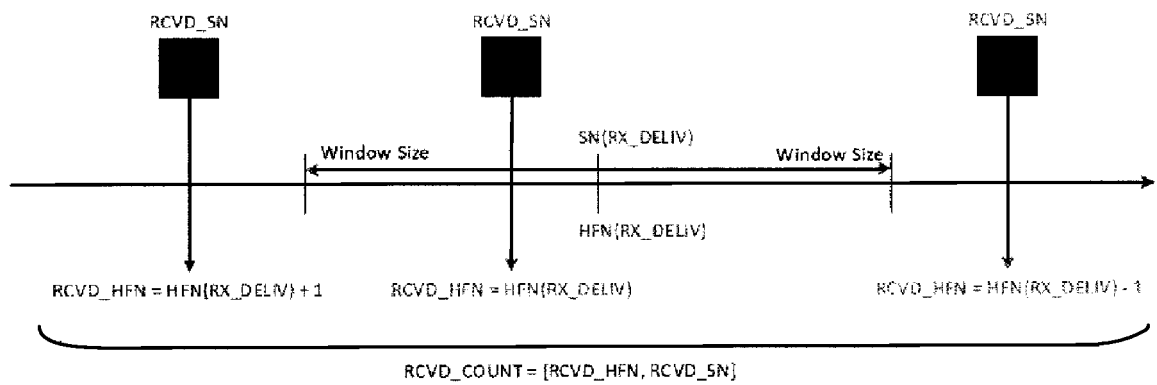 RCVD_SN
RCVD_SN
RCVD_SN
Window Size
SN(RX_DELIV)
Window Size
HFN(RX_DELIV)
RCVD_HFN = HFN(RX_DELIV) + 1
RCVD_HFN = HFN(RX_DELIV)
RCVD_HFN = HFN(RX_DELIV) - 1
RCVD_COUNT = [RCVD_HFN, RCVD_SN]